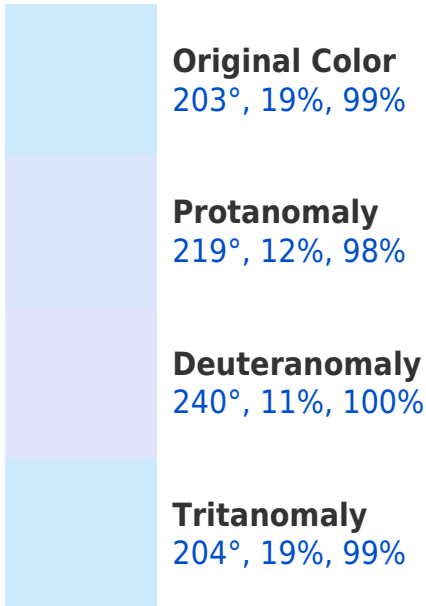 Original Color
203°, 19%, 99%
Protanomaly
219°, 12%, 98%
Deuteranomaly
240°, 11%, 100%
Tritanomaly
204°, 19%, 99%